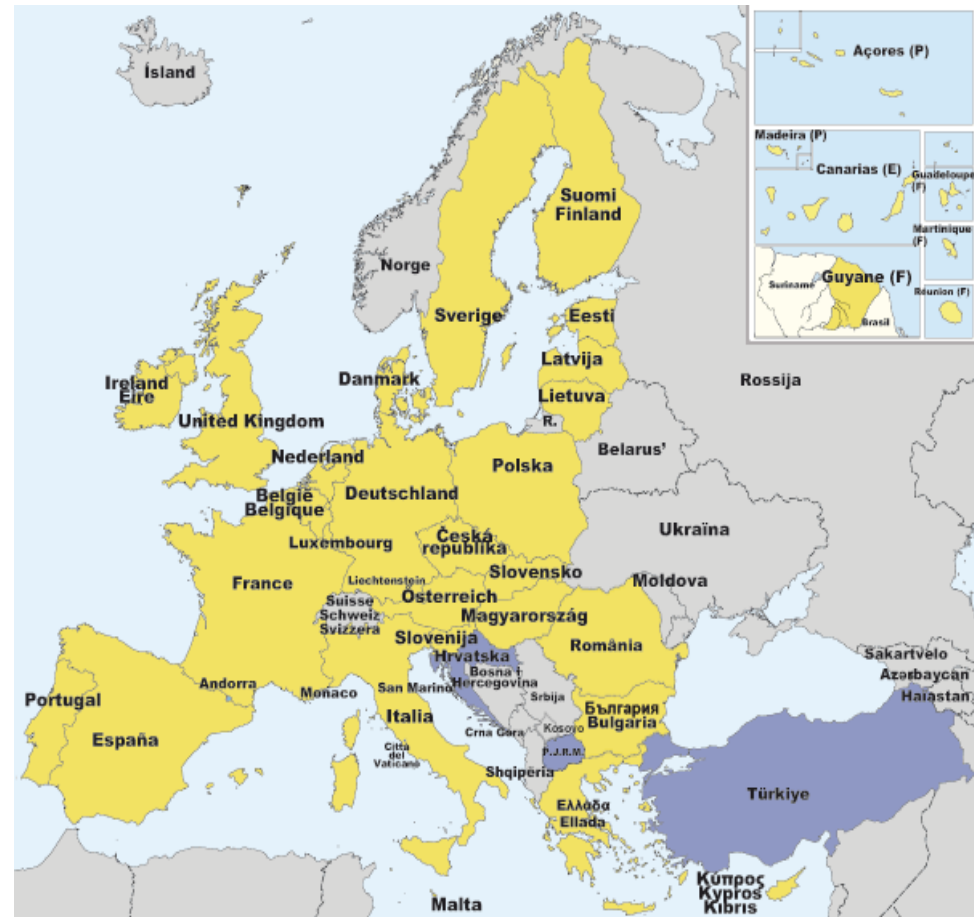 Ísland
Açores (P)
Madeira (P)
Canarias (E)
Guadeloupe
(F)
Martinique
(F)
Guyane (F)
Suriname
Brasil
Réunion (F)
Suomi
Finland
Norge
Sverige
Eesti
Latvija
Lietuva
R.
Rossija
Danmark
Ireland
Éire
United Kingdom
Nederland
België
Belgique
Deutschland
Polska
Belarus’
Luxembourg
Česká
republika
Ukraïna
France
Liechtenstein
Slovensko
Moldova
Österreich
Suisse
Schweiz
Svizzera
Magyarország
Slovenija
România
Hrvatska
Bosna i
Hercegovina
Srbija
Sakartvelo
Azərbaycan
Haiastan
Portugal
Andorra
Monaco
San Marino
España
Italia
Città
del
Vaticano
Crna Gora
Kosovo
България
Bulgaria
P.J.R.M.
Shqipëria
Ελλάδα
Ellada
Türkiye
Malta
Κύπρος
Kypros
Kibris